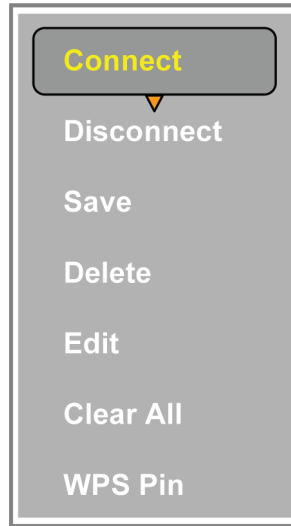 Connect
Disconnect
Save
Delete
Edit
Clear All
WPS Pin